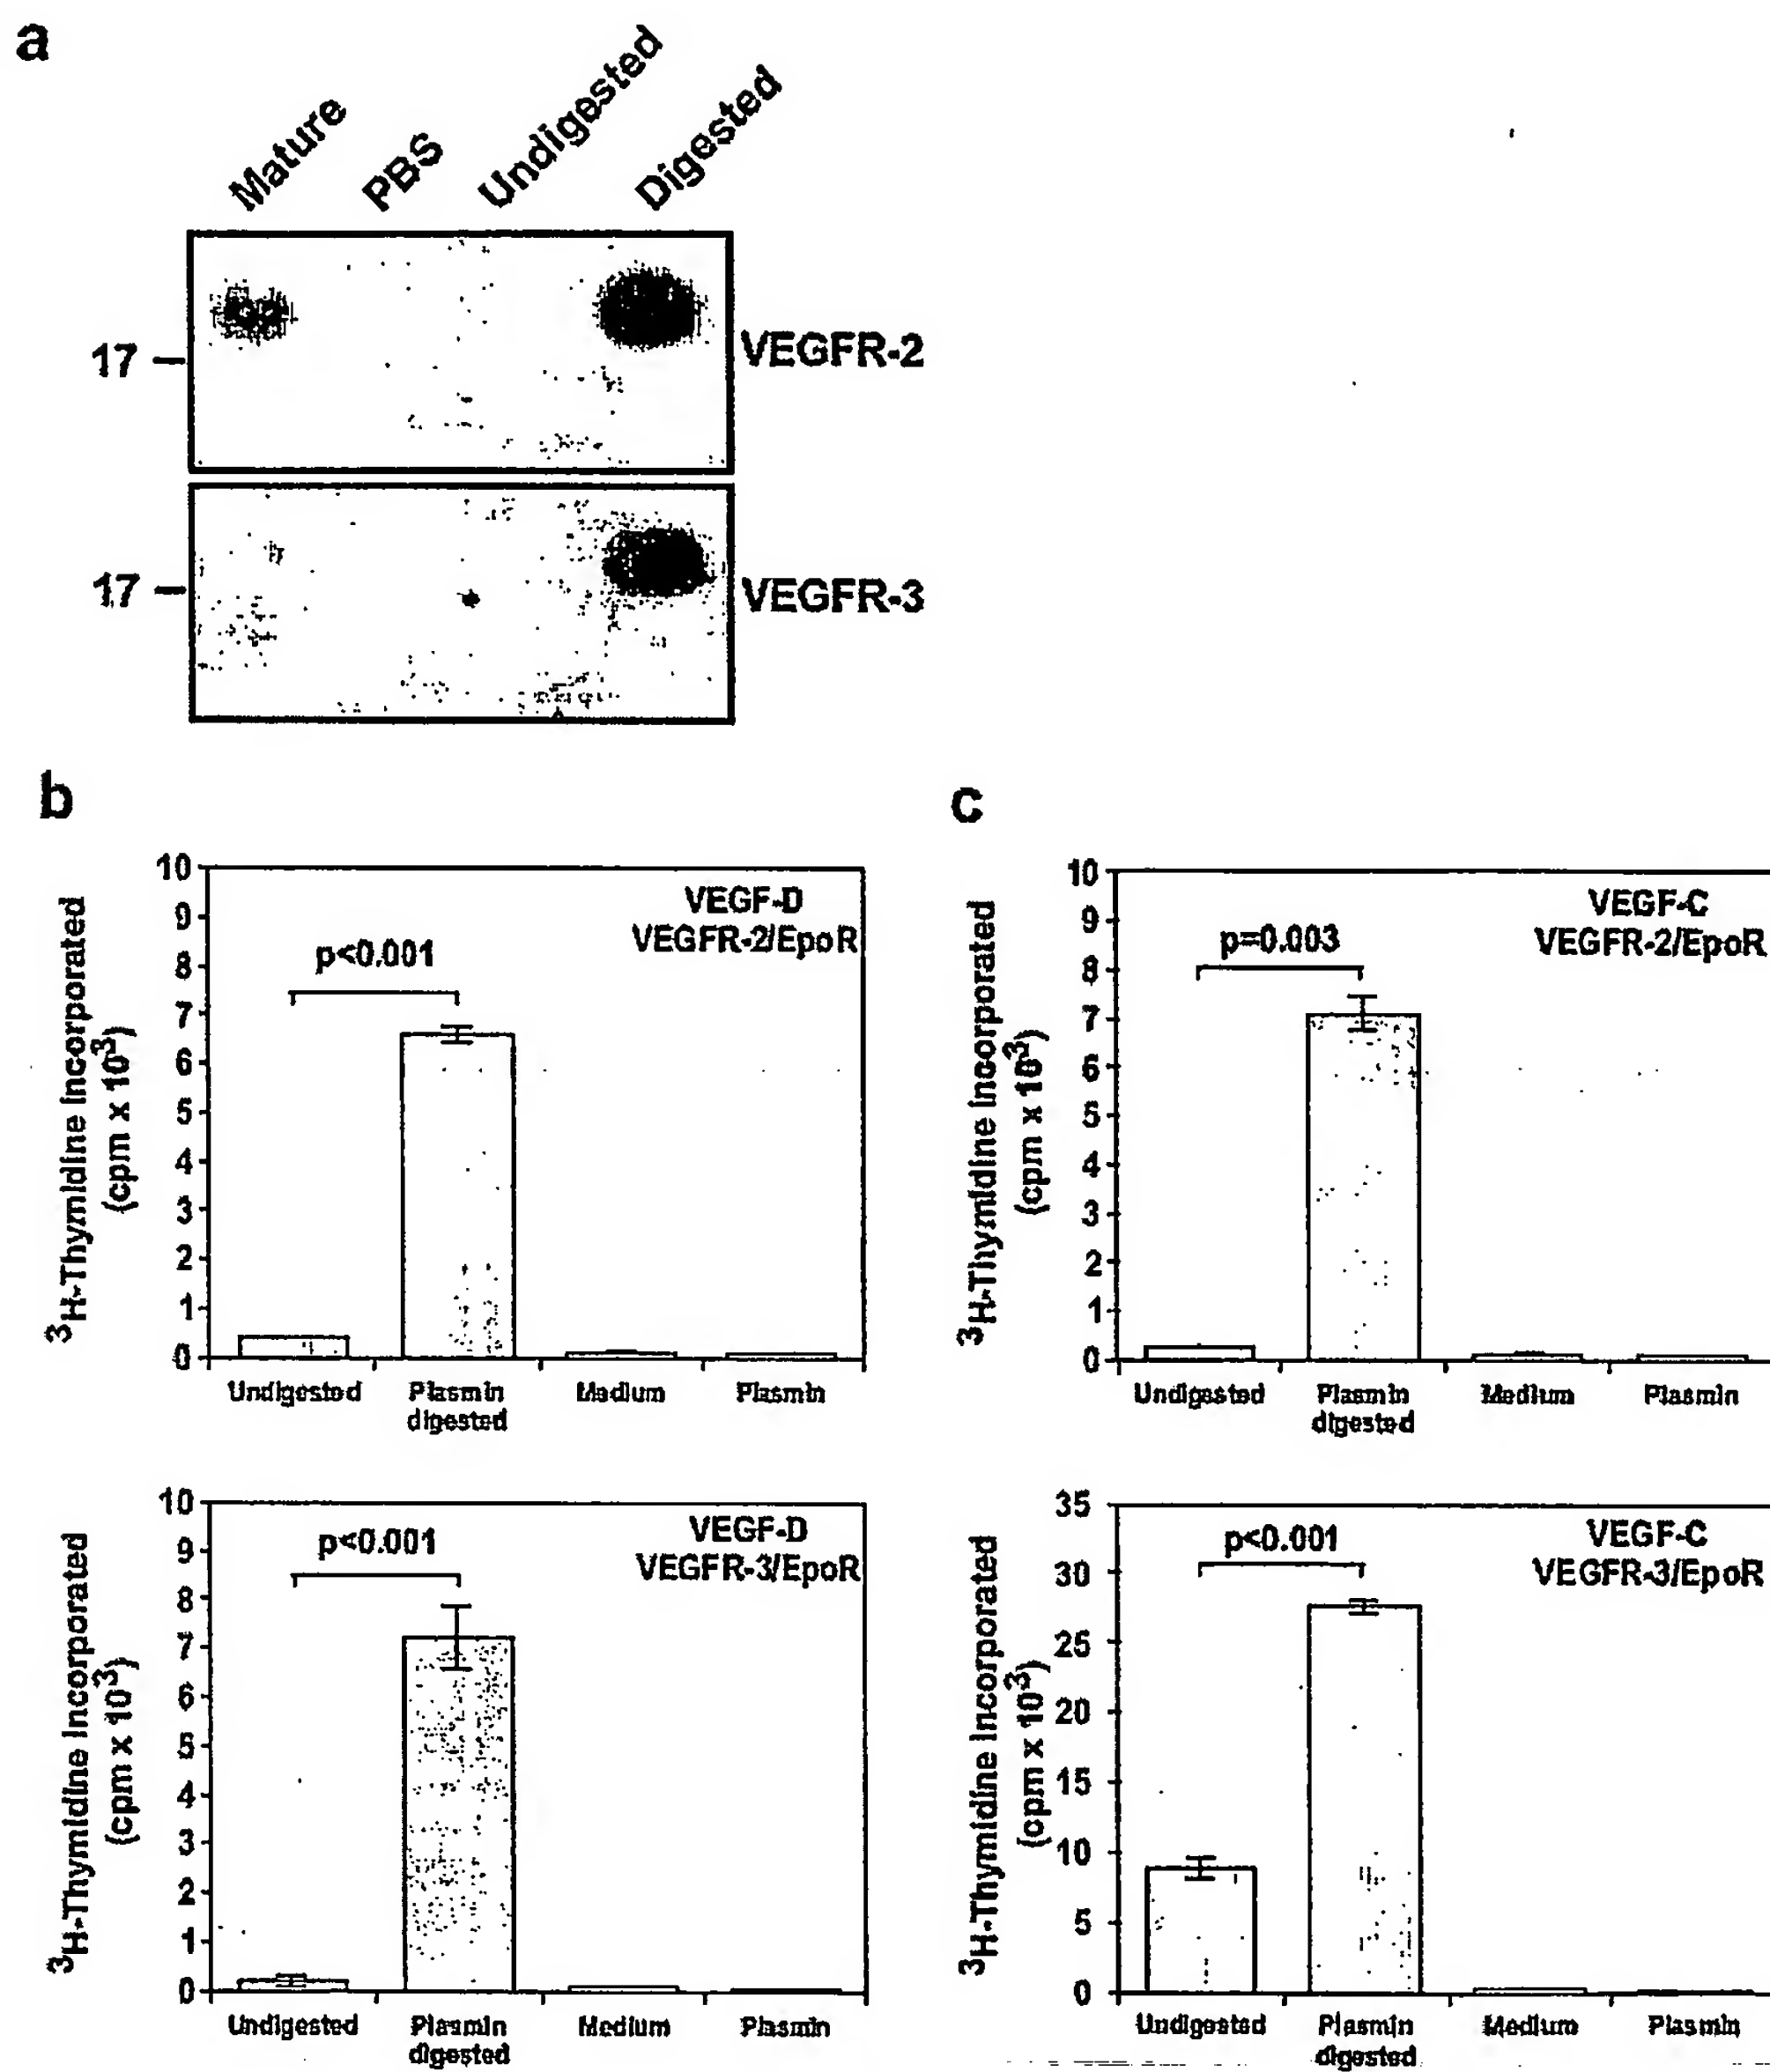 a
Mature
PBS
Undigested
Digested
17
VEGFR-2
17
VEGFR-3
b
³H-Thymidine incorporated
(cpm x 10³)
10
9
8
7
6
5
4
3
2
1
0
p<0.001
VEGF-D
VEGFR-2/EpoR
Undigested
Plasmin
digested
Medium
Plasmin
c
³H-Thymidine incorporated
(cpm x 10³)
10
9
8
7
6
5
4
3
2
1
0
p=0.003
VEGF-C
VEGFR-2/EpoR
Undigested
Plasmin
digested
Medium
Plasmin
³H-Thymidine incorporated
(cpm x 10³)
10
9
8
7
6
5
4
3
2
1
0
p<0.001
VEGF-D
VEGFR-3/EpoR
Undigested
Plasmin
digested
Medium
Plasmin
³H-Thymidine incorporated
(cpm x 10³)
35
30
25
20
15
10
5
0
p<0.001
VEGF-C
VEGFR-3/EpoR
Undigested
Plasmin
digested
Medium
Plasmin